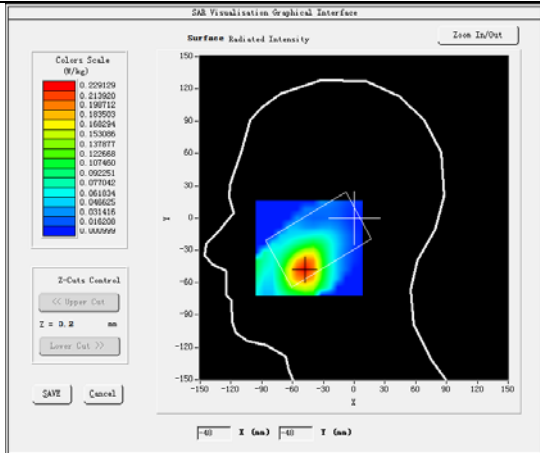 SAR Visualisation Graphical Interface
Surface Radiated Intensity
Zoom In/Out
Colors Scale
(W/kg)
0.229129
0.213920
0.198712
0.183503
0.168294
0.153086
0.137877
0.122668
0.107460
0.092251
0.077042
0.061834
0.046625
0.031416
0.016208
0.000999
150
120
90
60
30
Y
0
-30
-60
-90
-120
-150
-150 -120 -90 -60 -30 0 30 60 90 120 150
X
Z-Cuts Control
<< Upper Cut
Z = 3.2 mm
Lower Cut >>
SAVE
Cancel
-48 X (mm) -48 Y (mm)